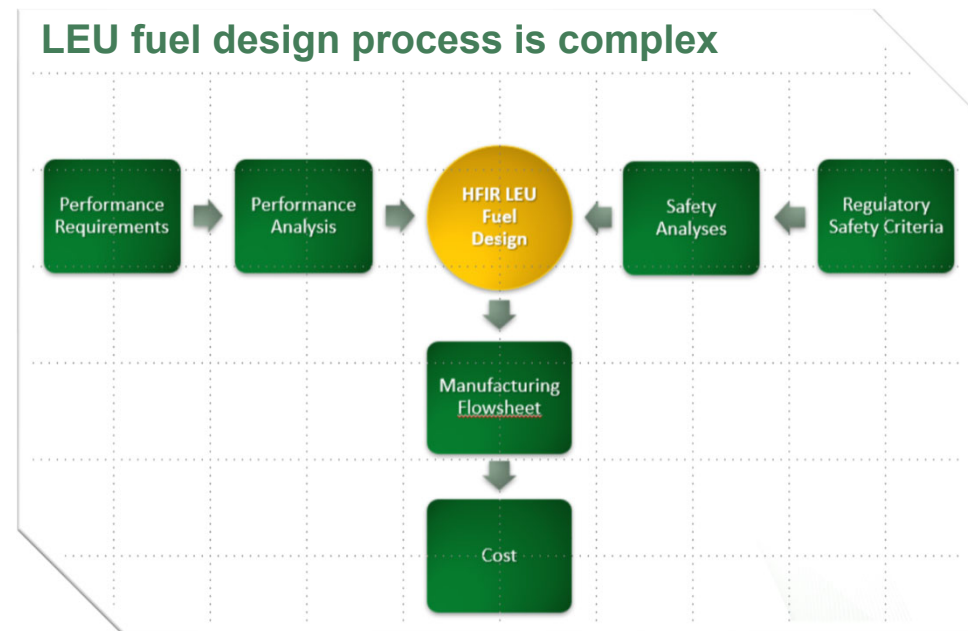 LEU fuel design process is complex
Performance
Requirements
Performance
Analysis
HFIR LEU
Fuel
Design
Safety
Analyses
Regulatory
Safety Criteria
Manufacturing
Flowsheet
Cost